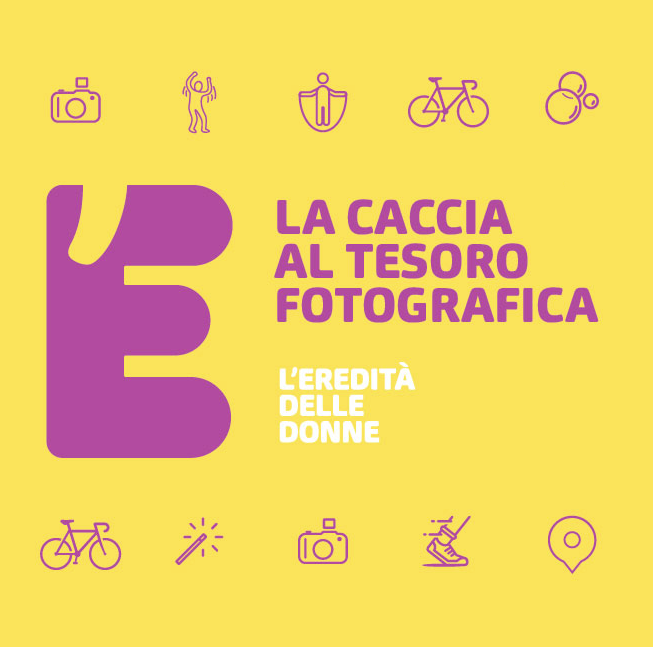 'E
LA CACCIA
AL TESORO
FOTOGRAFICA
L'EREDITÀ
DELLE
DONNE